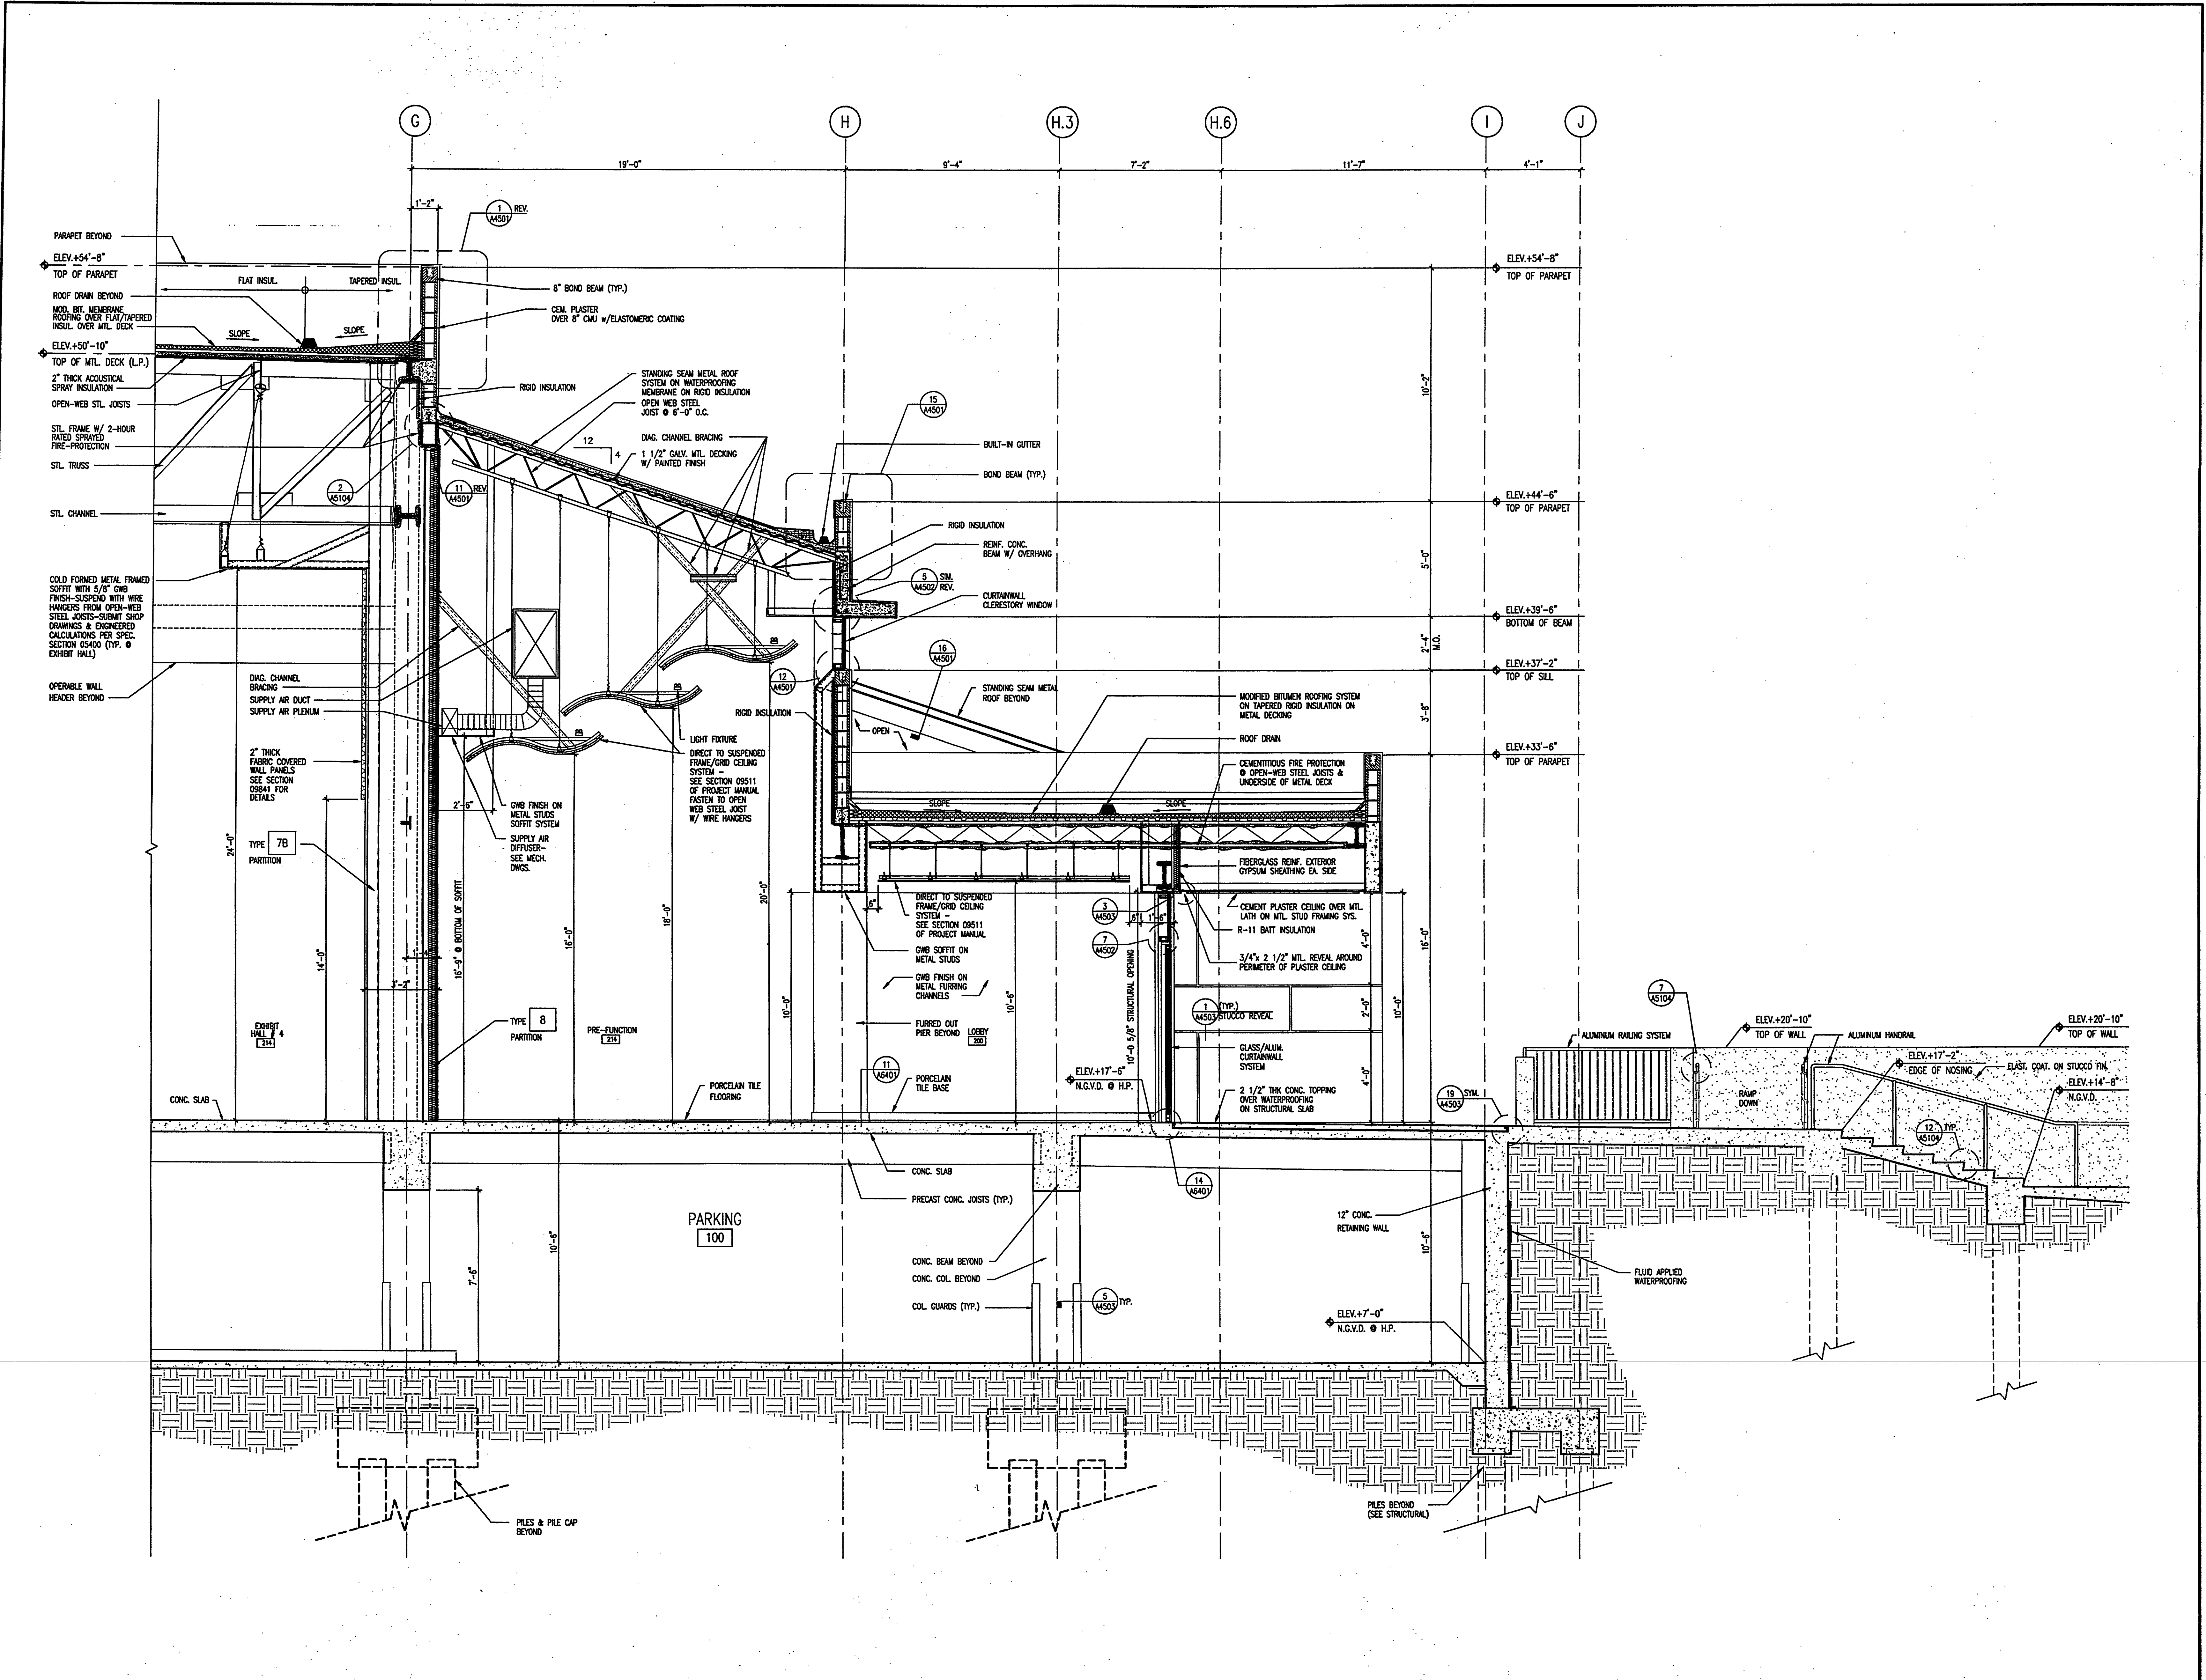 G
H
H.3
H.6
I
J
19'-0"
9'-4"
7'-2"
11'-7"
4'-1"
1'-2"
1
A4501
REV.
PARAPET BEYOND
ELEV.+54'-8"
TOP OF PARAPET
FLAT INSUL.
TAPERED INSUL.
ROOF DRAIN BEYOND
MOD. BIT. MEMBRANE
ROOFING OVER FLAT/TAPERED
INSUL. OVER MTL. DECK
SLOPE
SLOPE
ELEV.+50'-10"
TOP OF MTL. DECK (L.P.)
2" THICK ACOUSTICAL
SPRAY INSULATION
OPEN-WEB STL. JOISTS
STL. FRAME W/ 2-HOUR
RATED SPRAYED
FIRE-PROTECTION
STL. TRUSS
STL. CHANNEL
COLD FORMED METAL FRAMED
SOFFIT WITH 5/8" GWB
FINISH-SUSPEND WITH WIRE
HANGERS FROM OPEN-WEB
STEEL JOISTS-SUBMIT SHOP
DRAWINGS & ENGINEERED
CALCULATIONS PER SPEC.
SECTION 05400 (TYP. @
EXHIBIT HALL)
OPERABLE WALL
HEADER BEYOND
8" BOND BEAM (TYP.)
CEM. PLASTER
OVER 8" CMU w/ELASTOMERIC COATING
RIGID INSULATION
STANDING SEAM METAL ROOF
SYSTEM ON WATERPROOFING
MEMBRANE ON RIGID INSULATION
OPEN WEB STEEL
JOIST @ 6'-0" O.C.
DIAG. CHANNEL BRACING
1 1/2" GALV. MTL. DECKING
W/ PAINTED FINISH
12
4
2
A5104
11
A4501
REV.
15
A4501
BUILT-IN GUTTER
BOND BEAM (TYP.)
RIGID INSULATION
REINF. CONC.
BEAM W/ OVERHANG
5
A4502
SIM.
REV.
CURTAINWALL
CLERESTORY WINDOW
16
A4501
12
A4501
STANDING SEAM METAL
ROOF BEYOND
RIGID INSULATION
OPEN
MODIFIED BITUMEN ROOFING SYSTEM
ON TAPERED RIGID INSULATION ON
METAL DECKING
ROOF DRAIN
CEMENTITIOUS FIRE PROTECTION
@ OPEN-WEB STEEL JOISTS &
UNDERSIDE OF METAL DECK
SLOPE
SLOPE
ELEV.+54'-8"
TOP OF PARAPET
10'-2"
ELEV.+44'-6"
TOP OF PARAPET
5'-0"
ELEV.+39'-6"
BOTTOM OF BEAM
2'-4"
M.O.
ELEV.+37'-2"
TOP OF SILL
3'-8"
ELEV.+33'-6"
TOP OF PARAPET
16'-0"
DIAG. CHANNEL
BRACING
SUPPLY AIR DUCT
SUPPLY AIR PLENUM
2" THICK
FABRIC COVERED
WALL PANELS
SEE SECTION
09841 FOR
DETAILS
TYPE
7B
PARTITION
24'-0"
14'-0"
1'-4"
3'-2"
16'-9" @ BOTTOM OF SOFFIT
2'-6"
GWB FINISH ON
METAL STUDS
SOFFIT SYSTEM
SUPPLY AIR
DIFFUSER-
SEE MECH.
DWGS.
LIGHT FIXTURE
DIRECT TO SUSPENDED
FRAME/GRID CEILING
SYSTEM -
SEE SECTION 09511
OF PROJECT MANUAL
FASTEN TO OPEN
WEB STEEL JOIST
W/ WIRE HANGERS
16'-0"
18'-0"
20'-0"
EXHIBIT
HALL # 4
214
TYPE
8
PARTITION
PRE-FUNCTION
214
PORCELAIN TILE
FLOORING
CONC. SLAB
6"
DIRECT TO SUSPENDED
FRAME/GRID CEILING
SYSTEM -
SEE SECTION 09511
OF PROJECT MANUAL
GWB SOFFIT ON
METAL STUDS
GWB FINISH ON
METAL FURRING
CHANNELS
FURRED OUT
PIER BEYOND
LOBBY
200
10'-0"
10'-6"
11
A6401
PORCELAIN
TILE BASE
3
A4503
7
A4502
6"
1'-6"
10'-0 5/8" STRUCTURAL OPENING
FIBERGLASS REINF. EXTERIOR
GYPSUM SHEATHING EA. SIDE
CEMENT PLASTER CEILING OVER MTL.
LATH ON MTL. STUD FRAMING SYS.
R-11 BATT INSULATION
3/4"x 2 1/2" MTL. REVEAL AROUND
PERIMETER OF PLASTER CEILING
1
A4503
(TYP.)
STUCCO REVEAL
4'-0"
2'-0"
4'-0"
10'-0"
GLASS/ALUM.
CURTAINWALL
SYSTEM
ELEV.+17'-6"
N.G.V.D. @ H.P.
2 1/2" THK CONC. TOPPING
OVER WATERPROOFING
ON STRUCTURAL SLAB
19
A4503
SYM.
7
A5104
ALUMINUM RAILING SYSTEM
ELEV.+20'-10"
TOP OF WALL
ALUMINUM HANDRAIL
ELEV.+20'-10"
TOP OF WALL
ELEV.+17'-2"
EDGE OF NOSING
ELAST. COAT. ON STUCCO FIN.
ELEV.+14'-8"
N.G.V.D.
RAMP
DOWN
12
A5104
TYP.
CONC. SLAB
PRECAST CONC. JOISTS (TYP.)
14
A6401
PARKING
100
7'-6"
10'-6"
CONC. BEAM BEYOND
CONC. COL. BEYOND
COL. GUARDS (TYP.)
5
A4503
TYP.
12" CONC.
RETAINING WALL
10'-6"
ELEV.+7'-0"
N.G.V.D. @ H.P.
FLUID APPLIED
WATERPROOFING
PILES & PILE CAP
BEYOND
PILES BEYOND
(SEE STRUCTURAL)